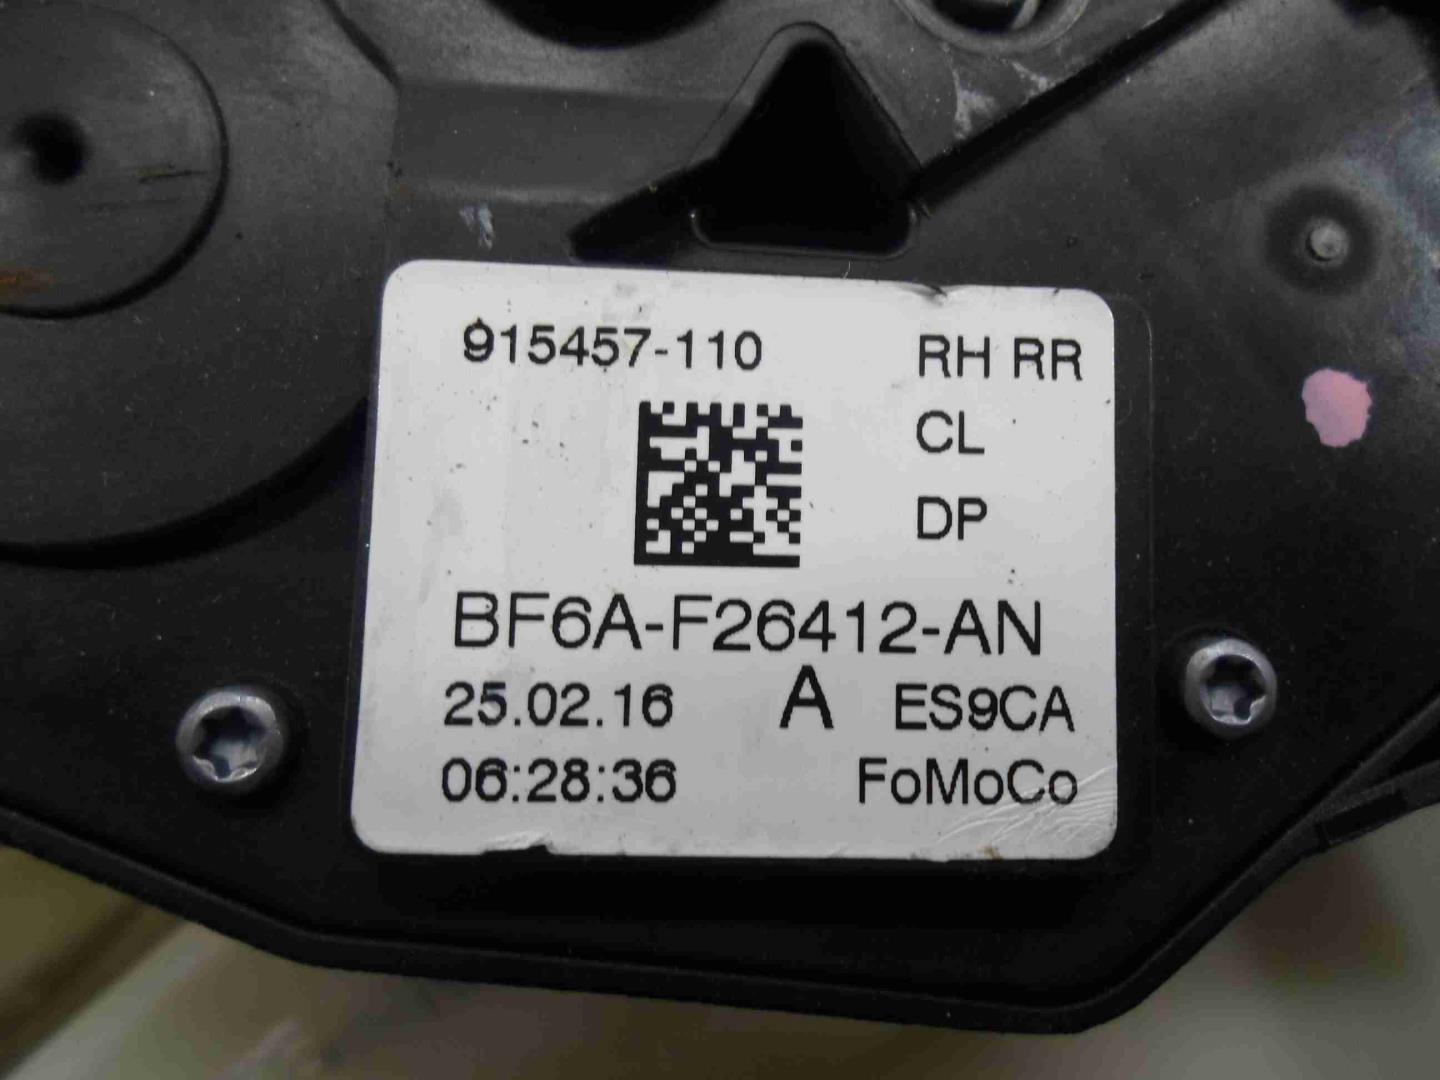 915457-110 RH RR
CL
DP
BF6A-F26412-AN
25.02.16 A ES9CA
06:28:36 FoMoCo